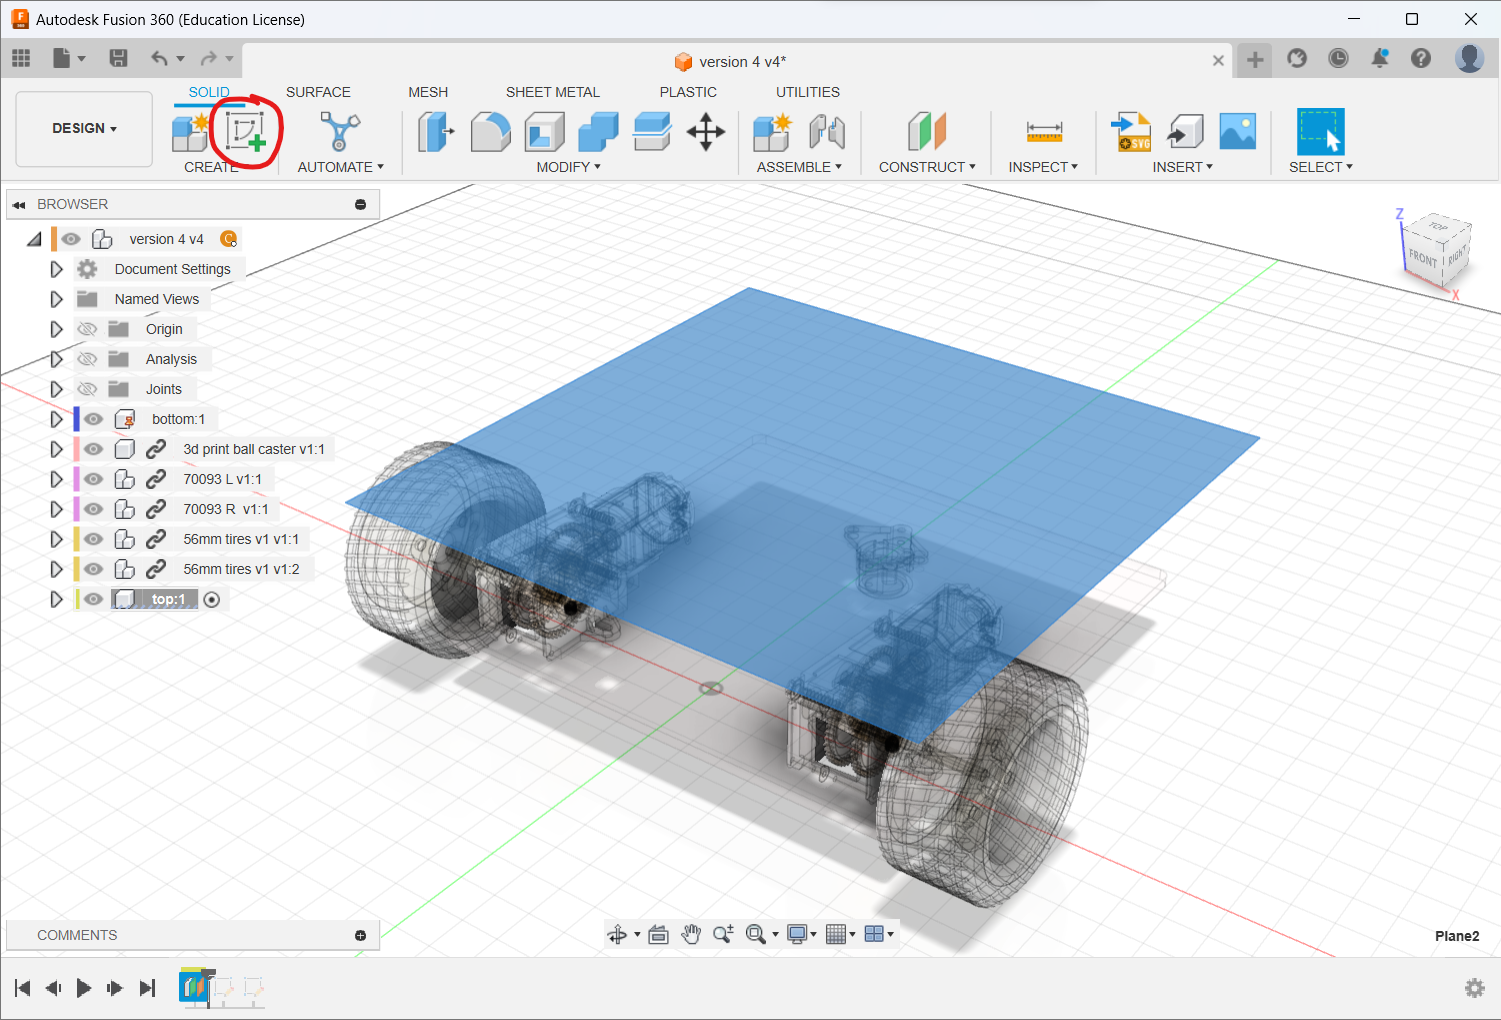 Autodesk Fusion 360 (Education License)
version 4 v4*
SOLID SURFACE MESH SHEET METAL PLASTIC UTILITIES
DESIGN
CREATE AUTOMATE MODIFY ASSEMBLE CONSTRUCT INSPECT INSERT SELECT
SVG
BROWSER
version 4 v4
Document Settings
Named Views
Origin
Analysis
Joints
bottom:1
3d print ball caster v1:1
70093 L v1:1
70093 R v1:1
56mm tires v1 v1:1
56mm tires v1 v1:2
top:1
Z
TOP
FRONT
RIGHT
X
COMMENTS
Plane2